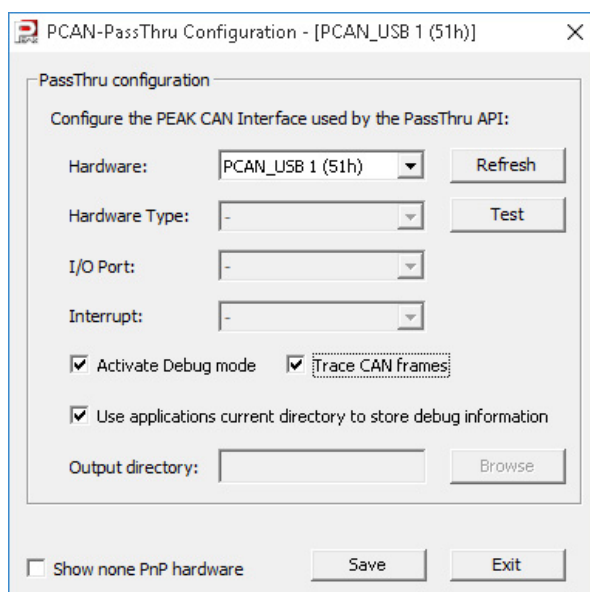 PCAN-PassThru Configuration - [PCAN_USB 1 (51h)]
PassThru configuration
Configure the PEAK CAN Interface used by the PassThru API:
Hardware: PCAN_USB 1 (51h) Refresh
Hardware Type: - Test
I/O Port: -
Interrupt: -
Activate Debug mode Trace CAN frames
Use applications current directory to store debug information
Output directory: Browse
Show none PnP hardware Save Exit